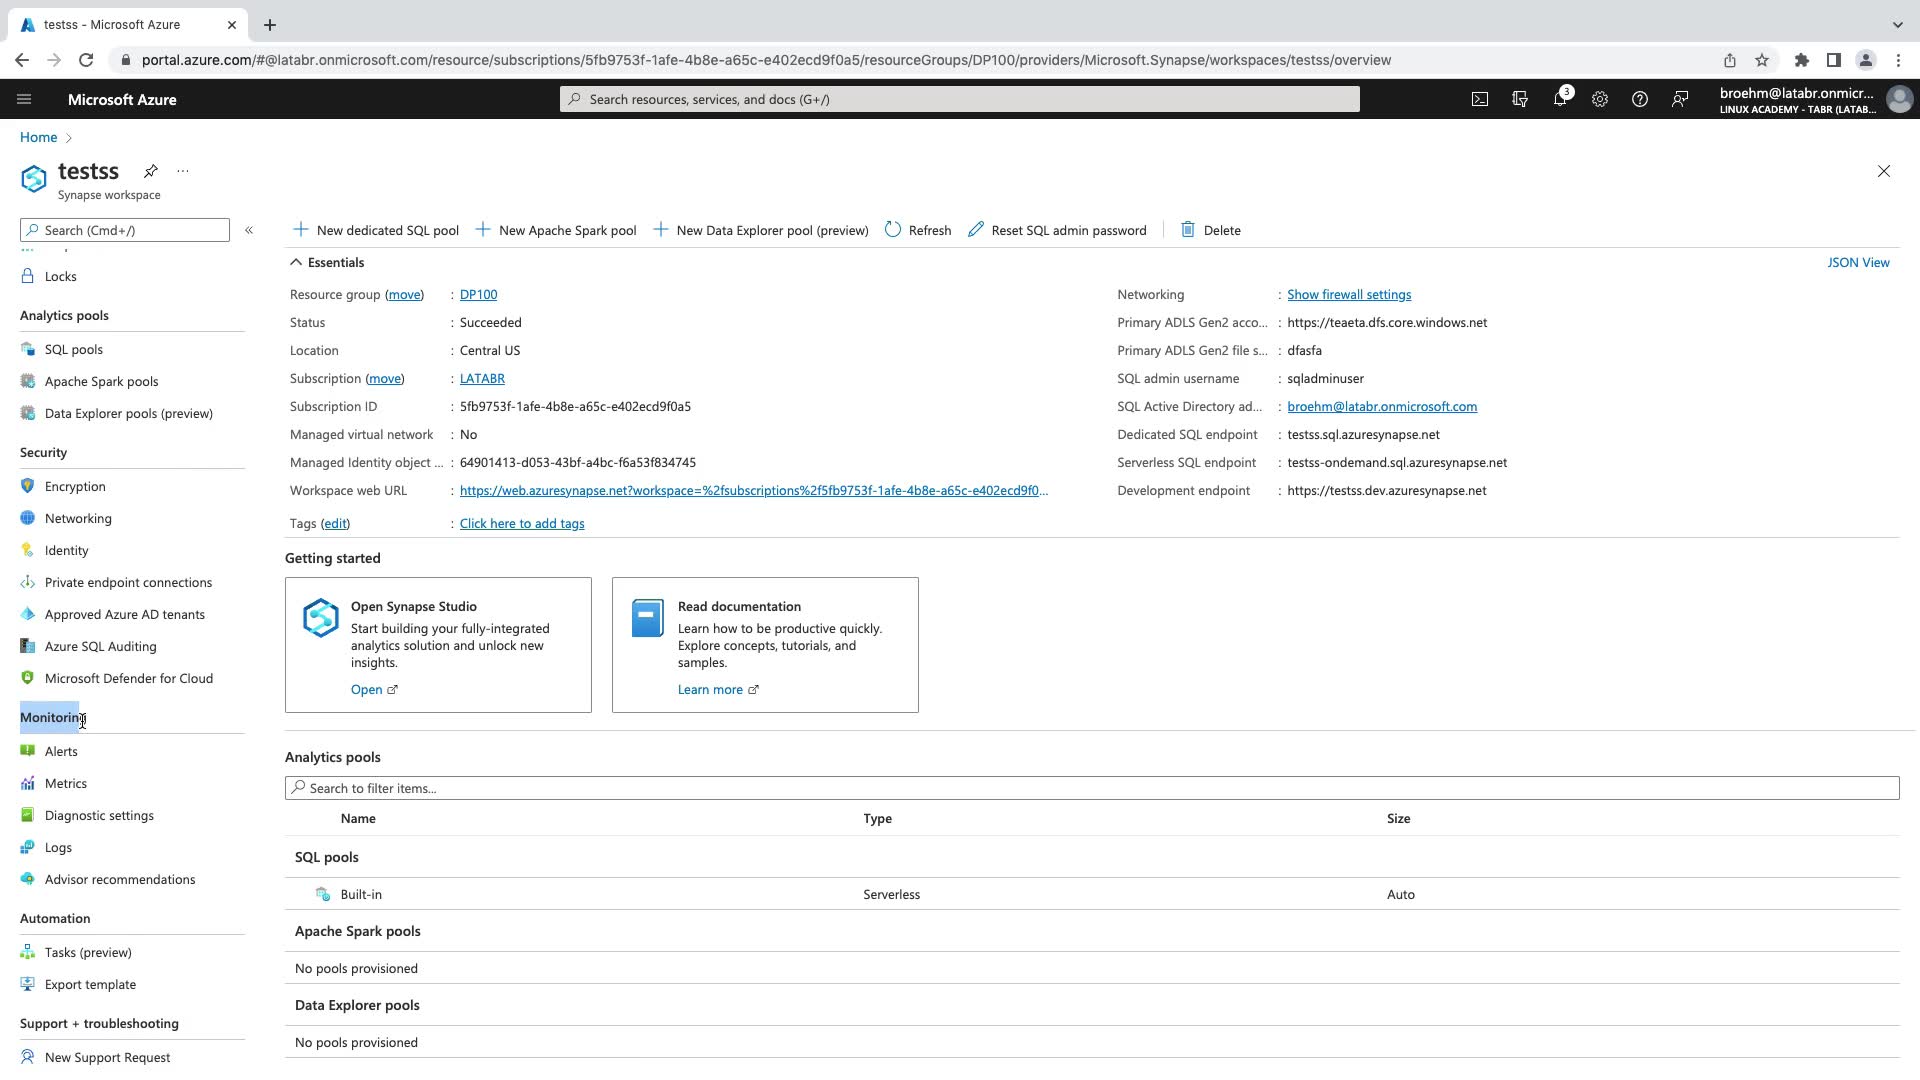 testss - Microsoft Azure
portal.azure.com/#@latabr.onmicrosoft.com/resource/subscriptions/5fb9753f-1afe-4b8e-a65c-e402ecd9f0a5/resourceGroups/DP100/providers/Microsoft.Synapse/workspaces/testss/overview
Microsoft Azure
Search resources, services, and docs (G+/)
3
broehm@latabr.onmicr...
LINUX ACADEMY - TABR (LATAB...
Home
testss
Synapse workspace
Search (Cmd+/)
Locks
Analytics pools
SQL pools
Apache Spark pools
Data Explorer pools (preview)
Security
Encryption
Networking
Identity
Private endpoint connections
Approved Azure AD tenants
Azure SQL Auditing
Microsoft Defender for Cloud
Monitoring
Alerts
Metrics
Diagnostic settings
Logs
Advisor recommendations
Automation
Tasks (preview)
Export template
Support + troubleshooting
New Support Request
New dedicated SQL pool
New Apache Spark pool
New Data Explorer pool (preview)
Refresh
Reset SQL admin password
Delete
Essentials
JSON View
Resource group (move) : DP100
Status : Succeeded
Location : Central US
Subscription (move) : LATABR
Subscription ID : 5fb9753f-1afe-4b8e-a65c-e402ecd9f0a5
Managed virtual network : No
Managed Identity object ... : 64901413-d053-43bf-a4bc-f6a53f834745
Workspace web URL : https://web.azuresynapse.net?workspace=%2fsubscriptions%2f5fb9753f-1afe-4b8e-a65c-e402ecd9f0...
Tags (edit) : Click here to add tags
Networking : Show firewall settings
Primary ADLS Gen2 acco... : https://teaeta.dfs.core.windows.net
Primary ADLS Gen2 file s... : dfasfa
SQL admin username : sqladminuser
SQL Active Directory ad... : broehm@latabr.onmicrosoft.com
Dedicated SQL endpoint : testss.sql.azuresynapse.net
Serverless SQL endpoint : testss-ondemand.sql.azuresynapse.net
Development endpoint : https://testss.dev.azuresynapse.net
Getting started
Open Synapse Studio
Start building your fully-integrated
analytics solution and unlock new
insights.
Open
Read documentation
Learn how to be productive quickly.
Explore concepts, tutorials, and
samples.
Learn more
Analytics pools
Search to filter items...
Name Type Size
SQL pools
Built-in Serverless Auto
Apache Spark pools
No pools provisioned
Data Explorer pools
No pools provisioned